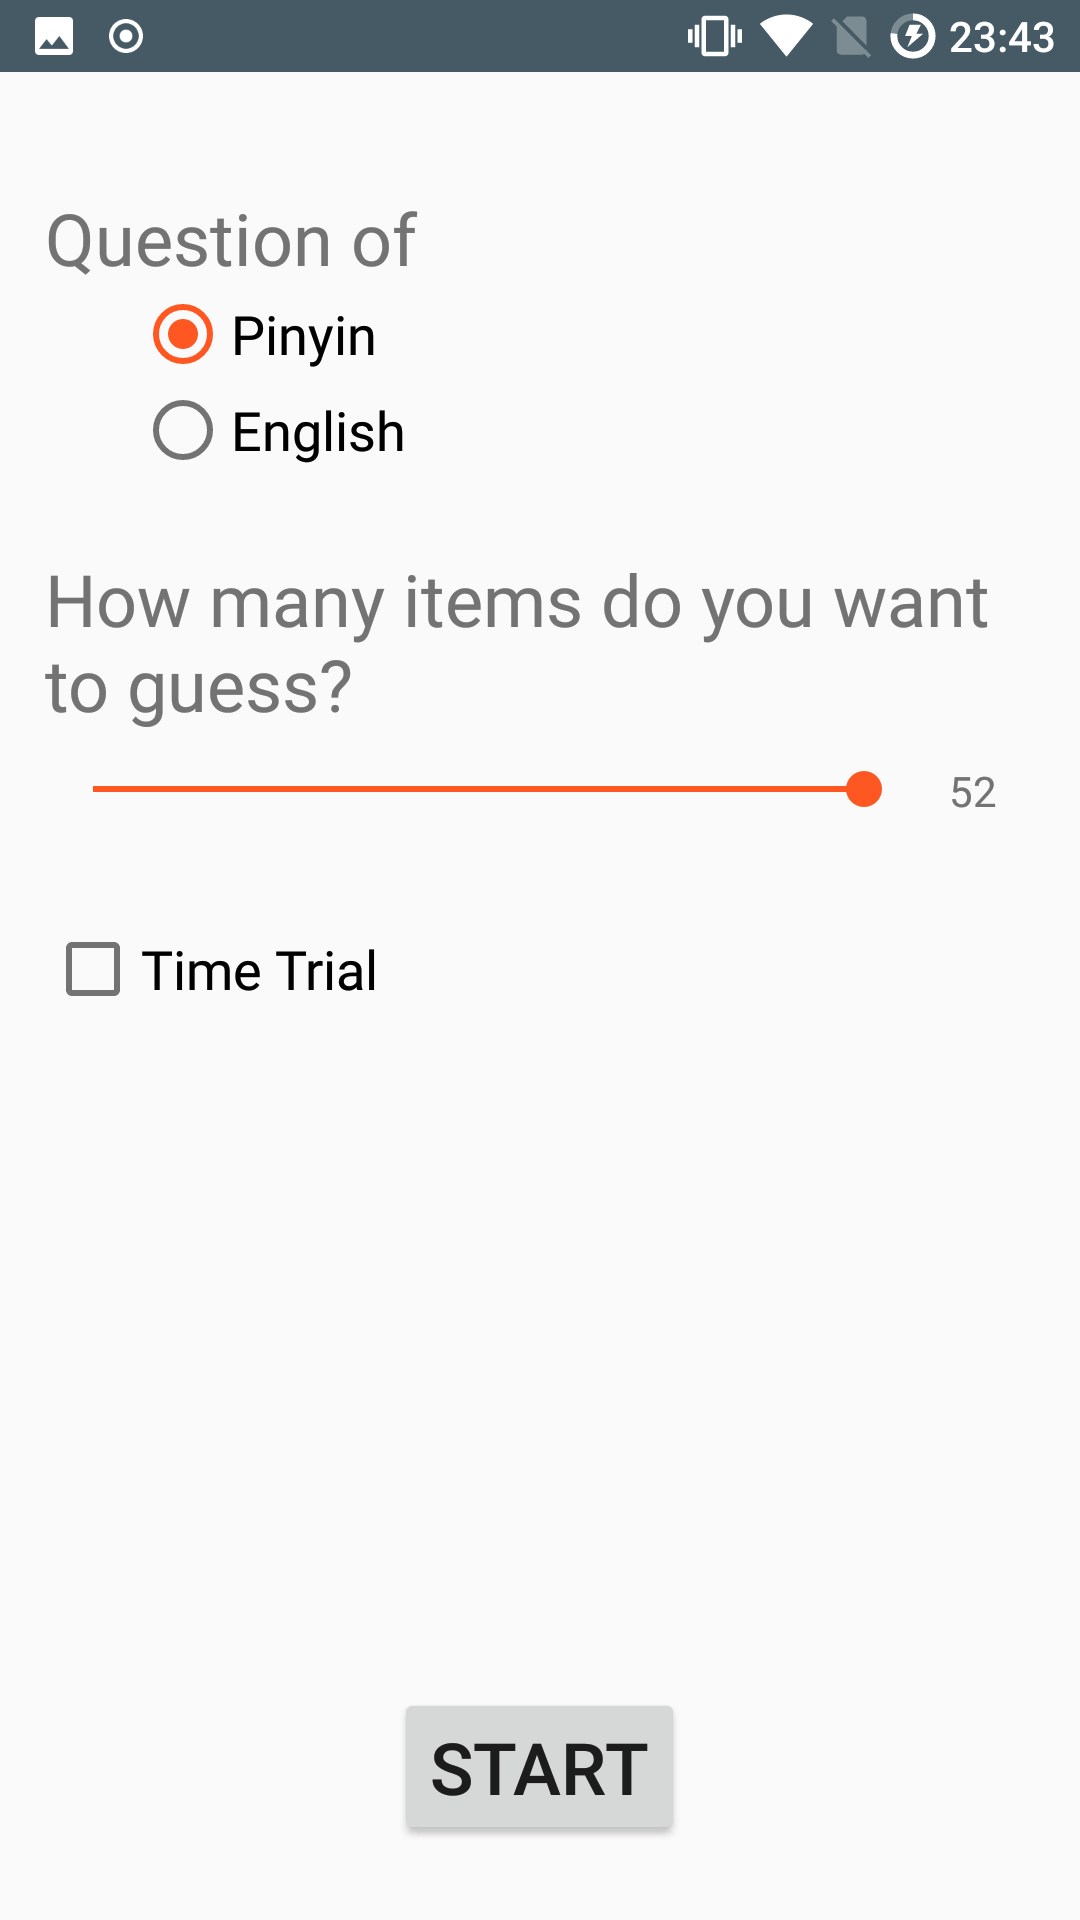 23:43
Question of
Pinyin
English
How many items do you want
to guess?
52
Time Trial
START